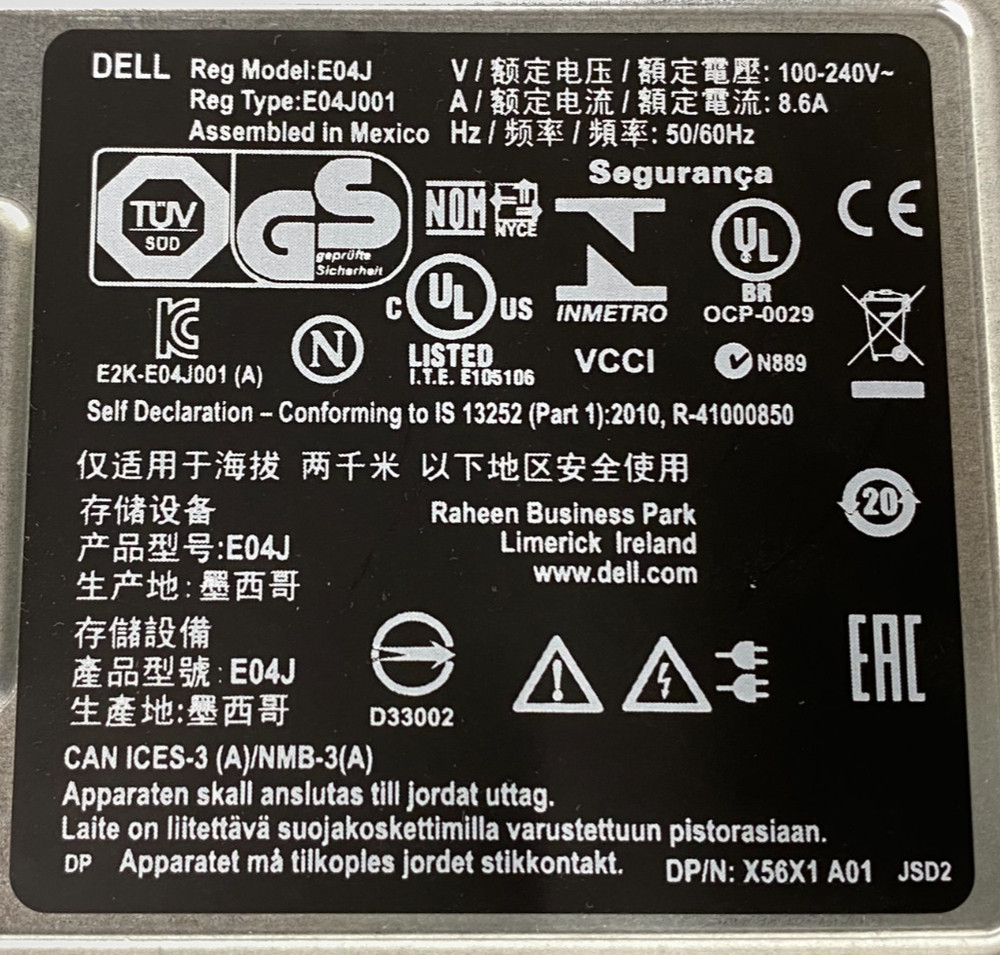 DELL Reg Model:E04J V / 额定电压 / 額定電壓: 100-240V~
Reg Type:E04J001 A / 额定电流 / 額定電流: 8.6A
Assembled in Mexico Hz / 频率 / 頻率: 50/60Hz
TÜV
SÜD
GS
geprüfte
Sicherheit
NOM
NYCE
Segurança
INMETRO
UL
BR
OCP-0029
CE
E2K-E04J001 (A)
N
C UL US
LISTED
I.T.E. E105106
VCCI
N889
Self Declaration – Conforming to IS 13252 (Part 1):2010, R-41000850
仅适用于海拔 两千米 以下地区安全使用
存储设备
产品型号:E04J
生产地: 墨西哥
Raheen Business Park
Limerick Ireland
www.dell.com
20
存儲設備
產品型號: E04J
生產地:墨西哥
D33002
EAC
CAN ICES-3 (A)/NMB-3(A)
Apparaten skall anslutas till jordat uttag.
Laite on liitettävä suojakoskettimilla varustettuun pistorasiaan.
DP Apparatet må tilkoples jordet stikkontakt. DP/N: X56X1 A01 JSD2